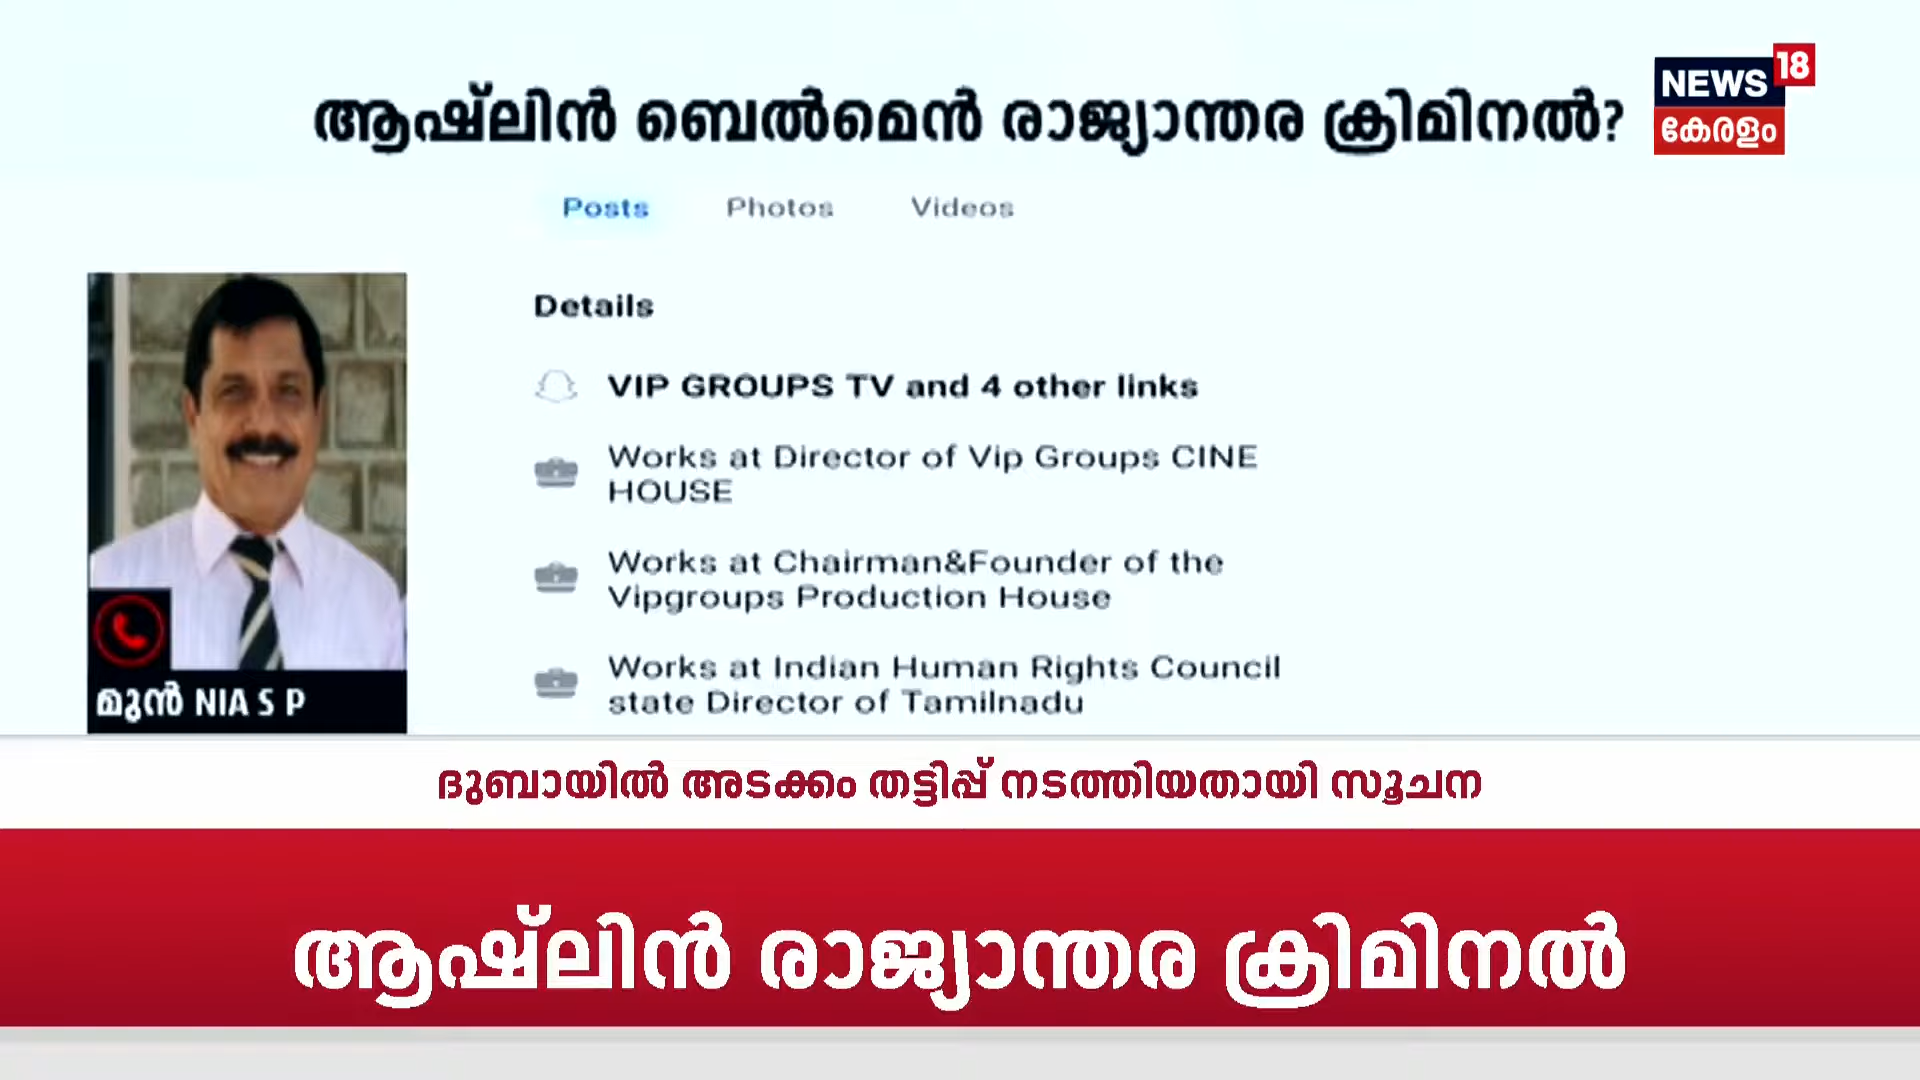 ആഷ്‌ലിൻ ബെൽമെൻ രാജ്യാന്തര ക്രിമിനൽ?
NEWS 18
കേരളം
Posts Photos Videos
Details
VIP GROUPS TV and 4 other links
Works at Director of Vip Groups CINE
HOUSE
Works at Chairman&Founder of the
Vipgroups Production House
Works at Indian Human Rights Council
state Director of Tamilnadu
മുൻ NIA S P
ദുബായിൽ അടക്കം തട്ടിപ്പ് നടത്തിയതായി സൂചന
ആഷ്‌ലിൻ രാജ്യാന്തര ക്രിമിനൽ